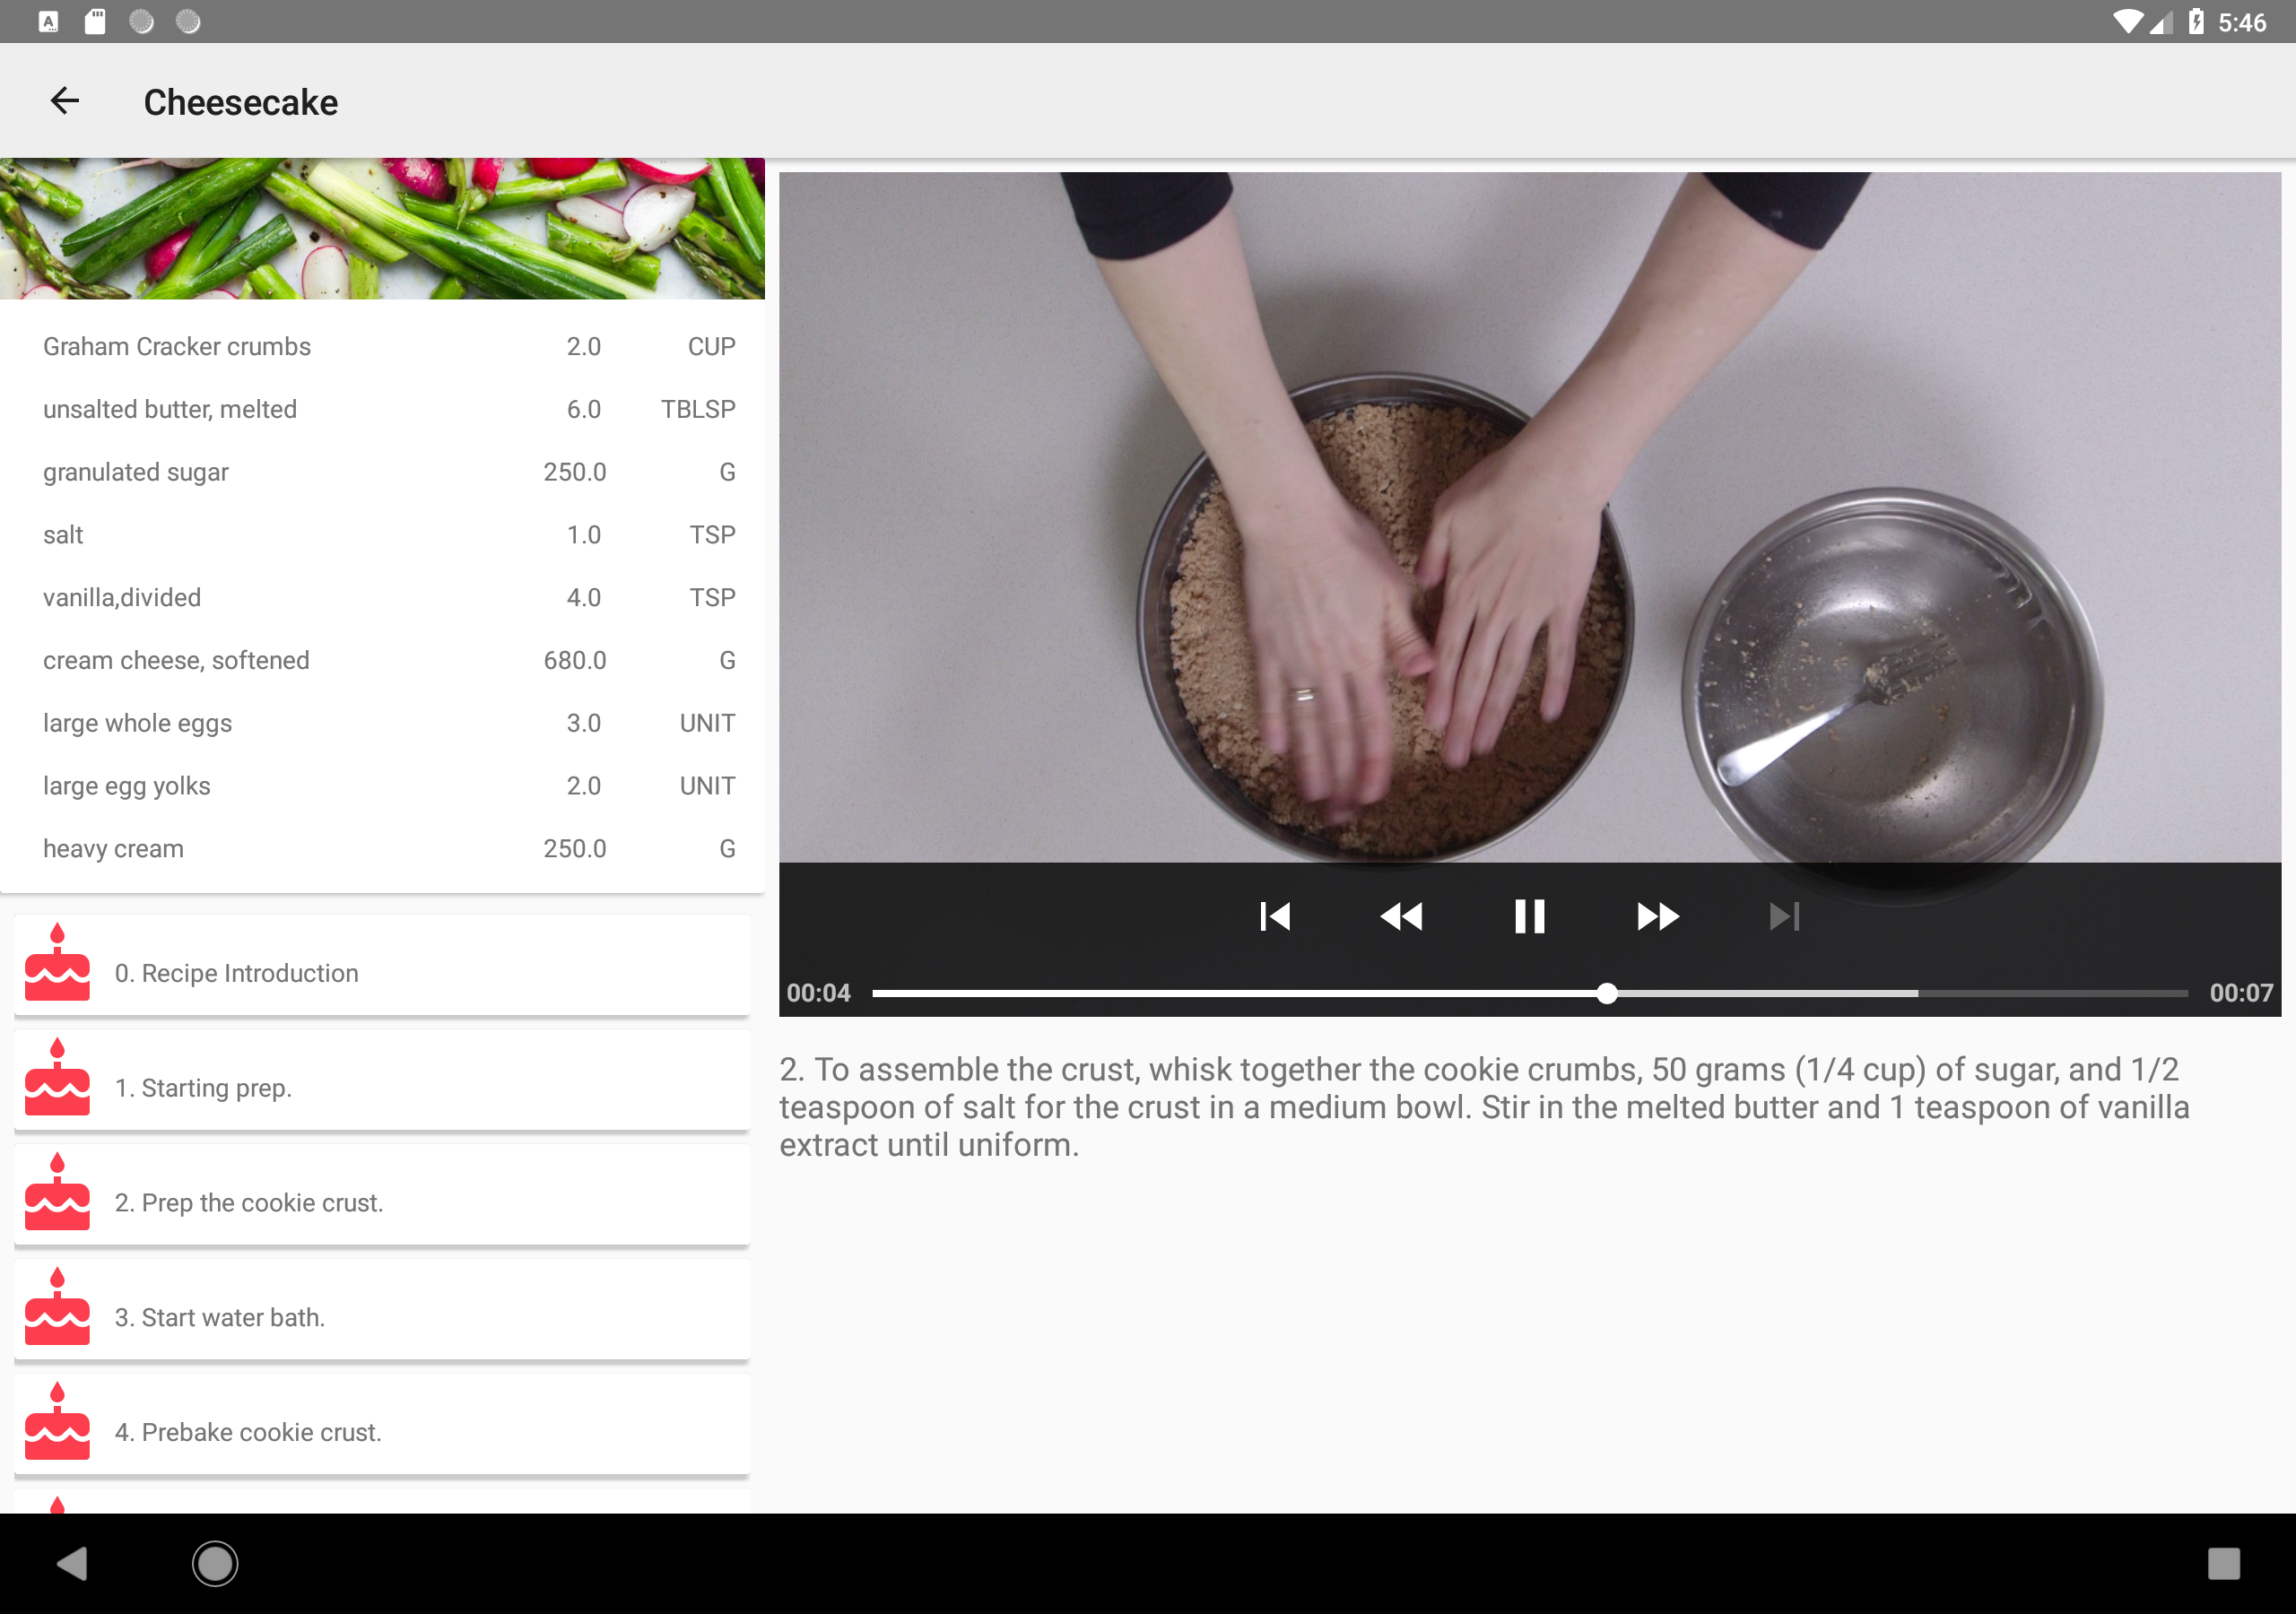 A
5:46
Cheesecake
Graham Cracker crumbs 2.0 CUP
unsalted butter, melted 6.0 TBLSP
granulated sugar 250.0 G
salt 1.0 TSP
vanilla,divided 4.0 TSP
cream cheese, softened 680.0 G
large whole eggs 3.0 UNIT
large egg yolks 2.0 UNIT
heavy cream 250.0 G
0. Recipe Introduction
1. Starting prep.
2. Prep the cookie crust.
3. Start water bath.
4. Prebake cookie crust.
00:04 00:07
2. To assemble the crust, whisk together the cookie crumbs, 50 grams (1/4 cup) of sugar, and 1/2
teaspoon of salt for the crust in a medium bowl. Stir in the melted butter and 1 teaspoon of vanilla
extract until uniform.